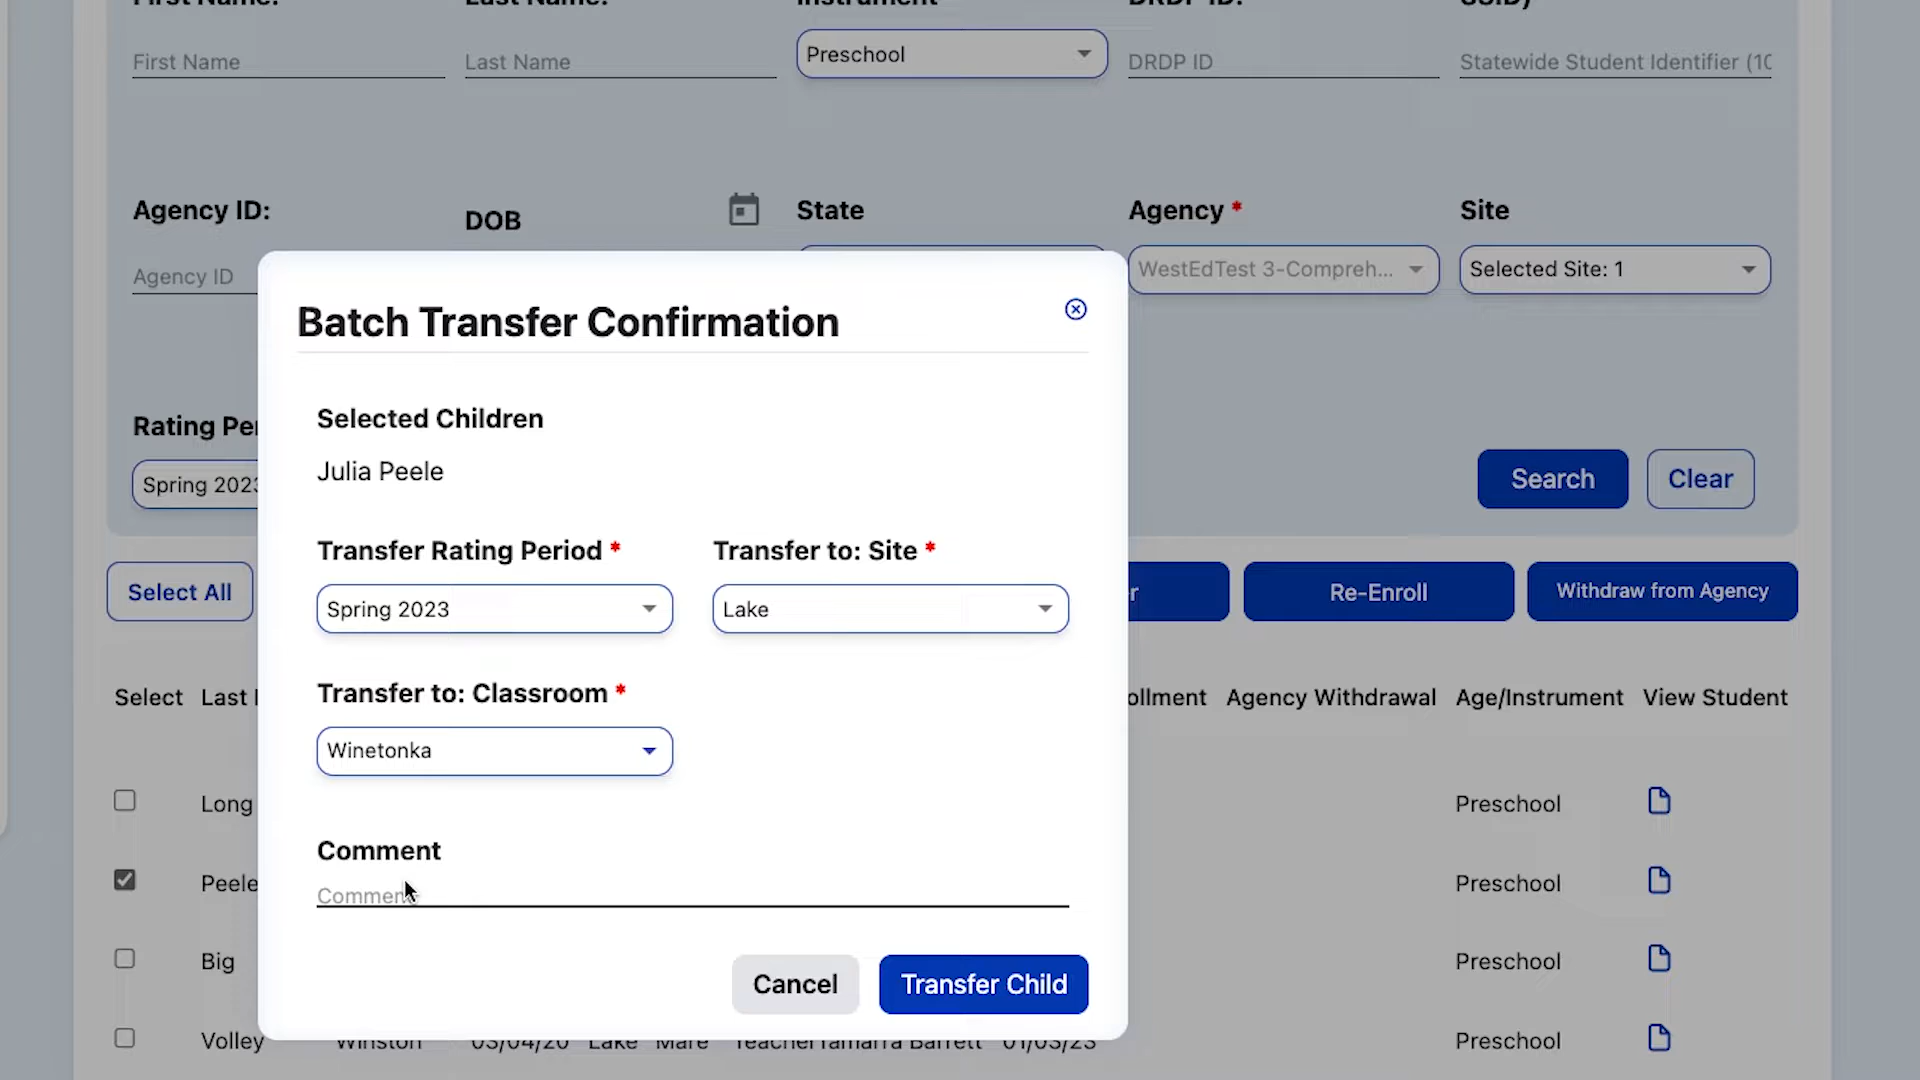 First Name:
Last Name:
Instrument
DRDP ID:
SSID)
First Name
Last Name
Preschool
DRDP ID
Statewide Student Identifier (10
Agency ID:
DOB
State
Agency *
Site
Agency ID
WestEdTest 3-Compreh...
Selected Site: 1
Batch Transfer Confirmation
Selected Children
Julia Peele
Rating Per
Spring 2023
Search
Clear
Transfer Rating Period *
Transfer to: Site *
Spring 2023
Lake
Select All
Re-Enroll
Withdraw from Agency
Transfer to: Classroom *
Winetonka
Select
Last
ollment
Agency Withdrawal
Age/Instrument
View Student
Long
Preschool
Comment
Comment
Peele
Preschool
Big
Preschool
Cancel
Transfer Child
Volley Winston 03/04/20 Lake Mare TeacherTamarra Barrett 01/03/23 Preschool